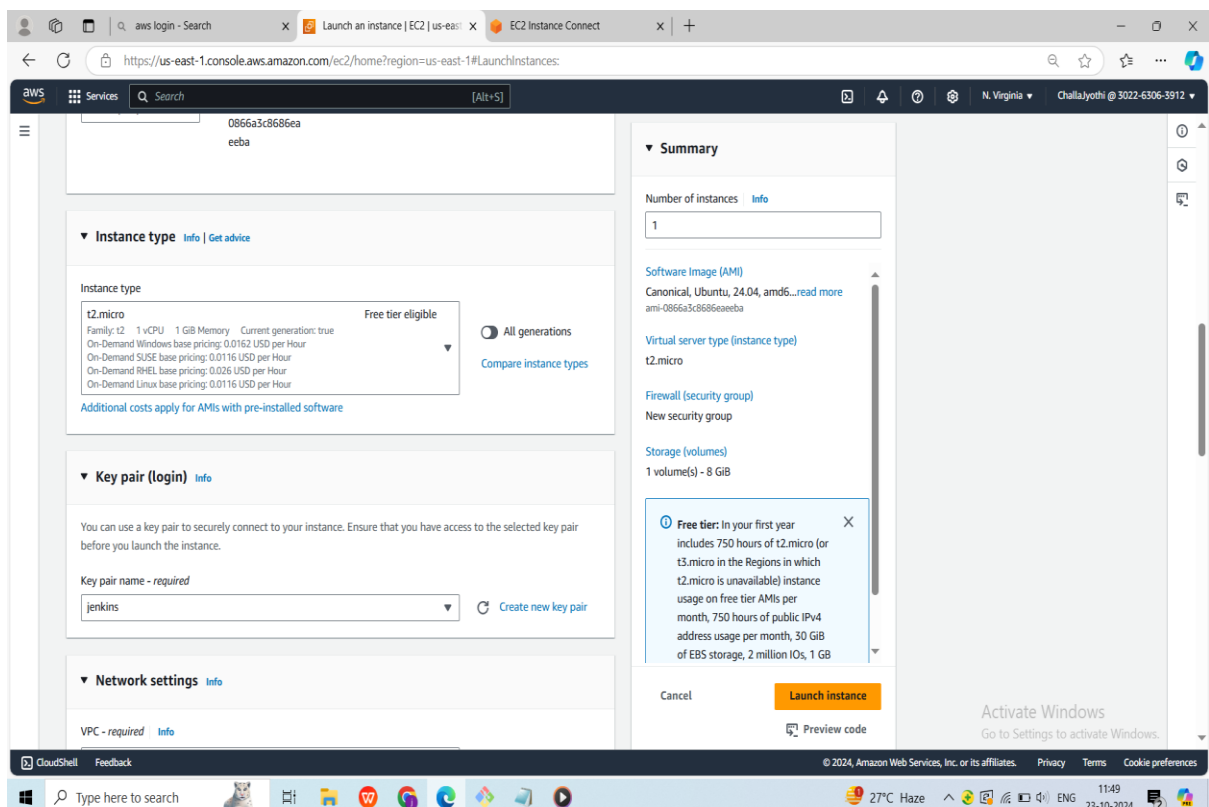 aws login - Search
Launch an instance | EC2 | us-eas
EC2 Instance Connect
https://us-east-1.console.aws.amazon.com/ec2/home?region=us-east-1#LaunchInstances:
aws
Services
Search
[Alt+S]
N. Virginia
ChallaJyothi @ 3022-6306-3912
0866a3c8686ea
eeba
Instance type Info | Get advice
Instance type
t2.micro Free tier eligible
Family: t2 1 vCPU 1 GiB Memory Current generation: true
On-Demand Windows base pricing: 0.0162 USD per Hour
On-Demand SUSE base pricing: 0.0116 USD per Hour
On-Demand RHEL base pricing: 0.026 USD per Hour
On-Demand Linux base pricing: 0.0116 USD per Hour
All generations
Compare instance types
Additional costs apply for AMIs with pre-installed software
Key pair (login) Info
You can use a key pair to securely connect to your instance. Ensure that you have access to the selected key pair
before you launch the instance.
Key pair name - required
jenkins
Create new key pair
Network settings Info
VPC - required Info
Summary
Number of instances Info
1
Software Image (AMI)
Canonical, Ubuntu, 24.04, amd6...read more
ami-0866a3c8686eaeeba
Virtual server type (instance type)
t2.micro
Firewall (security group)
New security group
Storage (volumes)
1 volume(s) - 8 GiB
Free tier: In your first year
includes 750 hours of t2.micro (or
t3.micro in the Regions in which
t2.micro is unavailable) instance
usage on free tier AMIs per
month, 750 hours of public IPv4
address usage per month, 30 GiB
of EBS storage, 2 million IOs, 1 GB
Cancel
Launch instance
Preview code
Activate Windows
Go to Settings to activate Windows.
CloudShell
Feedback
© 2024, Amazon Web Services, Inc. or its affiliates.
Privacy
Terms
Cookie preferences
Type here to search
27°C Haze
ENG
11:49
23-10-2024